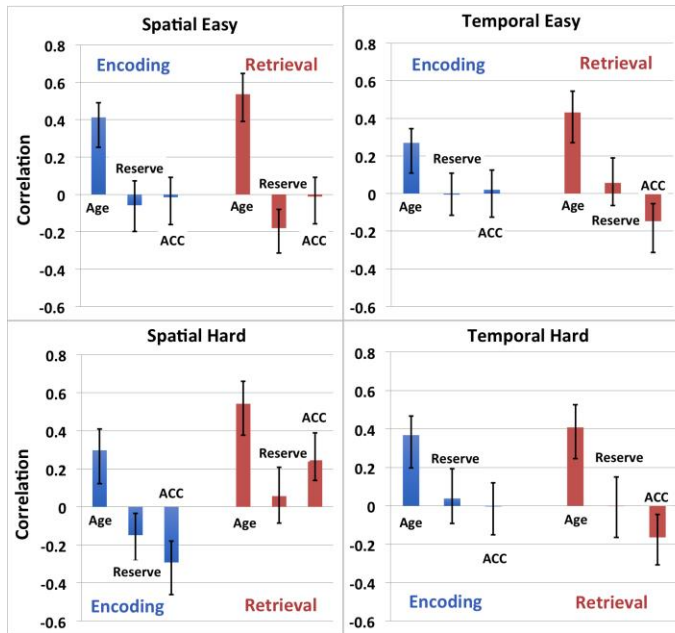 Spatial Easy
Encoding Retrieval
Correlation
0.8
0.6
0.4
0.2
0
-0.2
-0.4
-0.6
Age
Reserve
ACC
Age
Reserve
ACC
Temporal Easy
Encoding Retrieval
0.8
0.6
0.4
0.2
0
-0.2
-0.4
-0.6
Age
Reserve
ACC
Age
Reserve
ACC
Spatial Hard
Correlation
0.8
0.6
0.4
0.2
0
-0.2
-0.4
-0.6
Age
Reserve
ACC
Age
Reserve
ACC
Encoding Retrieval
Temporal Hard
0.8
0.6
0.4
0.2
0
-0.2
-0.4
-0.6
Age
Reserve
ACC
Age
Reserve
ACC
Encoding Retrieval